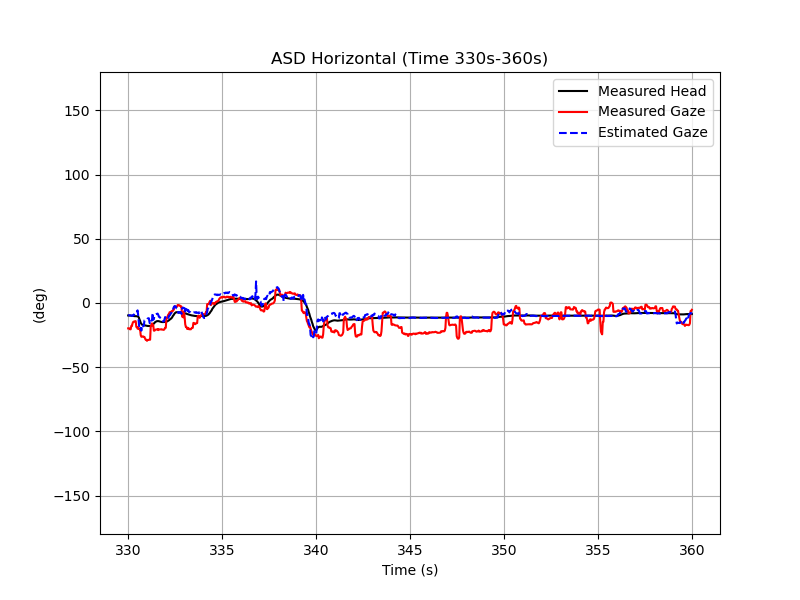 ASD Horizontal (Time 330s-360s)
Measured Head
Measured Gaze
Estimated Gaze
150
100
50
0
−50
−100
−150
(deg)
330 335 340 345 350 355 360
Time (s)